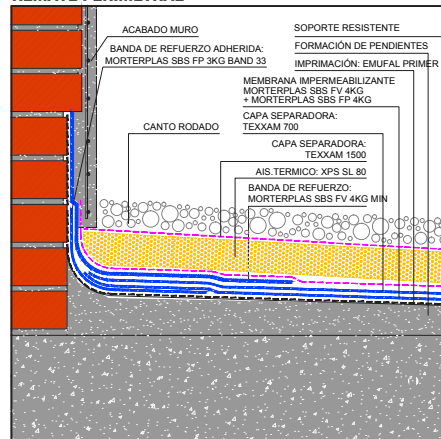 REMATE PERIMETRAL
ACABADO MURO
BANDA DE REFUERZO ADHERIDA:
MORTERPLAS SBS FP 3KG BAND 33
CANTO RODADO
SOPORTE RESISTENTE
FORMACIÓN DE PENDIENTES
IMPRIMACIÓN: EMUFAL PRIMER
MEMBRANA IMPERMEABILIZANTE
MORTERPLAS SBS FV 4KG
+ MORTERPLAS SBS FP 4KG
CAPA SEPARADORA:
TEXXAM 700
CAPA SEPARADORA:
TEXXAM 1500
AIS.TERMICO: XPS SL 80
BANDA DE REFUERZO:
MORTERPLAS SBS FV 4KG MIN